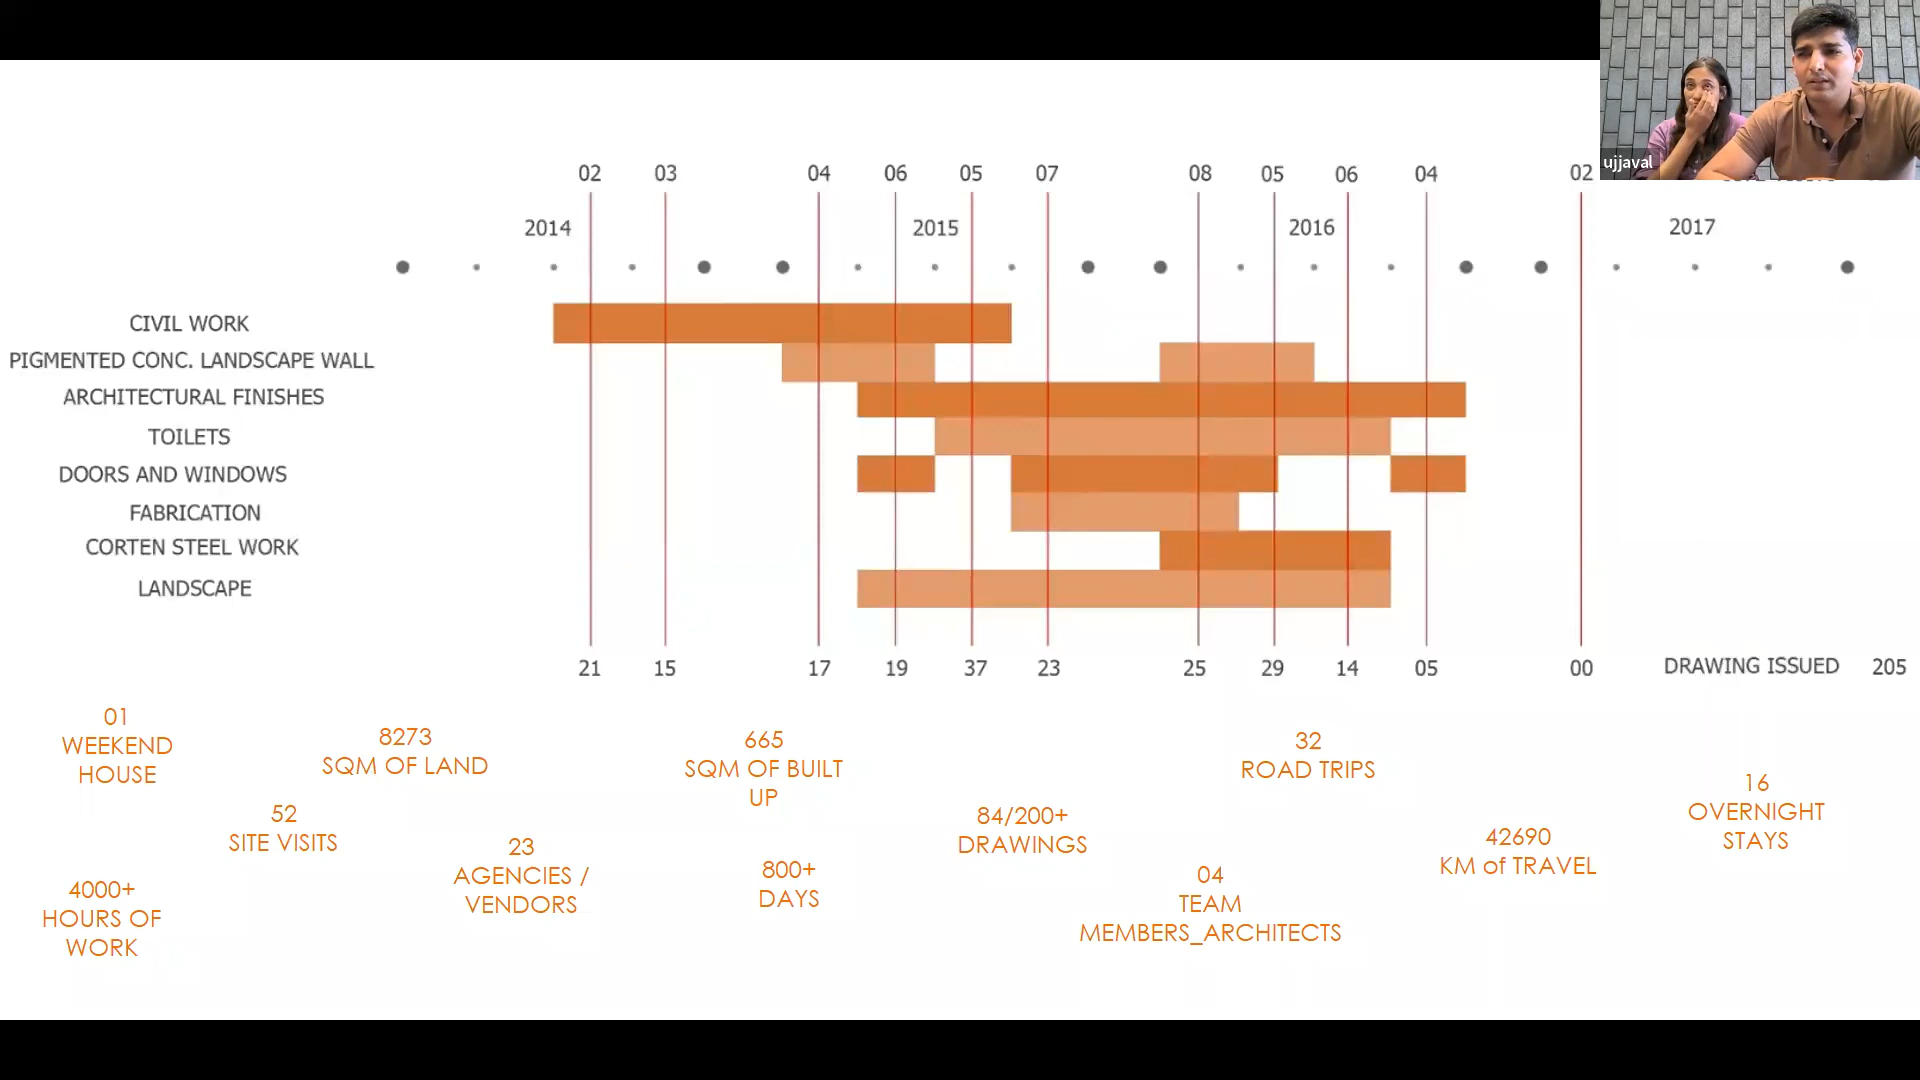 ujjaval
02 03 04 06 05 07 08 05 06 04 02
2014 2015 2016 2017
CIVIL WORK
PIGMENTED CONC. LANDSCAPE WALL
ARCHITECTURAL FINISHES
TOILETS
DOORS AND WINDOWS
FABRICATION
CORTEN STEEL WORK
LANDSCAPE
21 15 17 19 37 23 25 29 14 05 00 DRAWING ISSUED 205
01
WEEKEND
HOUSE
8273
SQM OF LAND
665
SQM OF BUILT
UP
32
ROAD TRIPS
16
OVERNIGHT
STAYS
52
SITE VISITS
23
AGENCIES /
VENDORS
84/200+
DRAWINGS
42690
KM of TRAVEL
4000+
HOURS OF
WORK
800+
DAYS
04
TEAM
MEMBERS_ARCHITECTS